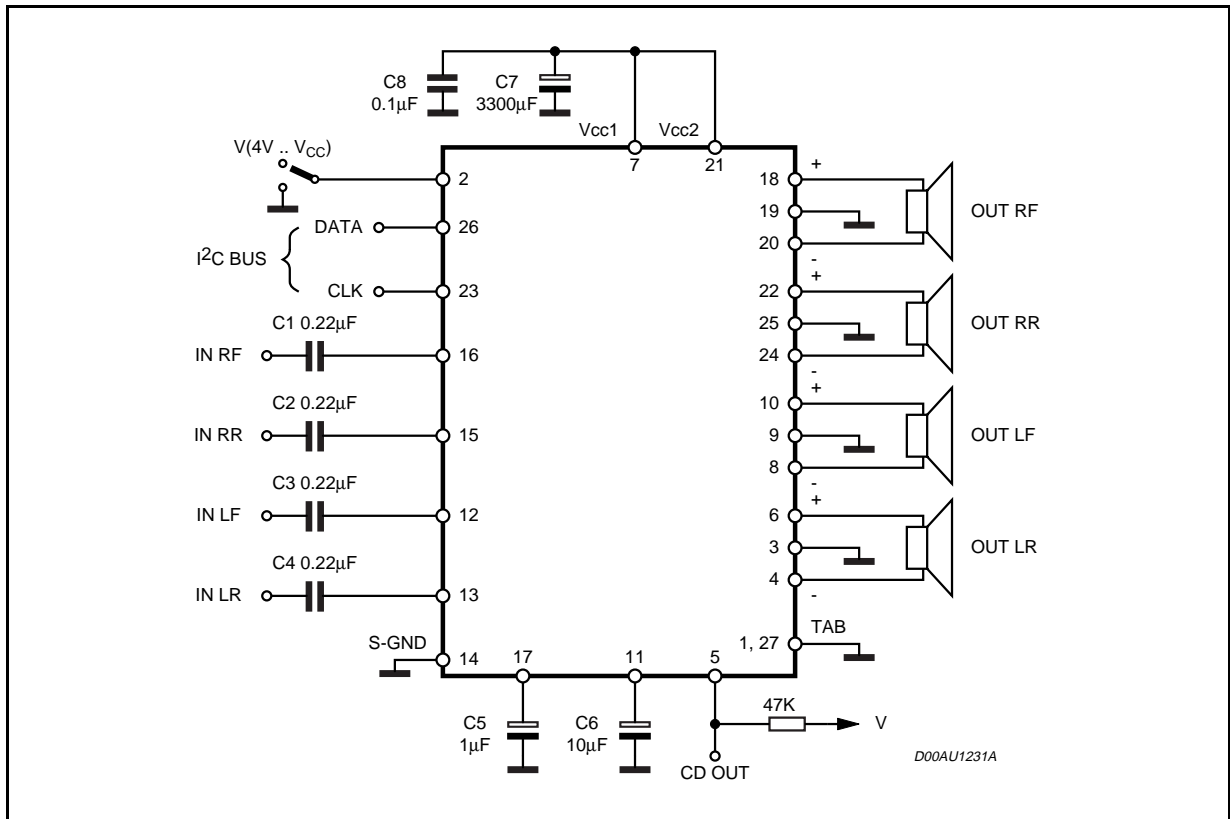 C8
0.1µF
C7
3300µF
Vcc1
Vcc2
7
21
V(4V .. VCC)
2
I2C BUS
DATA
26
CLK
23
C1 0.22µF
IN RF
16
C2 0.22µF
IN RR
15
C3 0.22µF
IN LF
12
C4 0.22µF
IN LR
13
S-GND
14
18
+
19
20
-
OUT RF
22
+
25
24
-
OUT RR
10
+
9
8
-
OUT LF
6
+
3
4
-
OUT LR
1, 27
TAB
17
11
5
C5
1µF
C6
10µF
47K
V
CD OUT
D00AU1231A